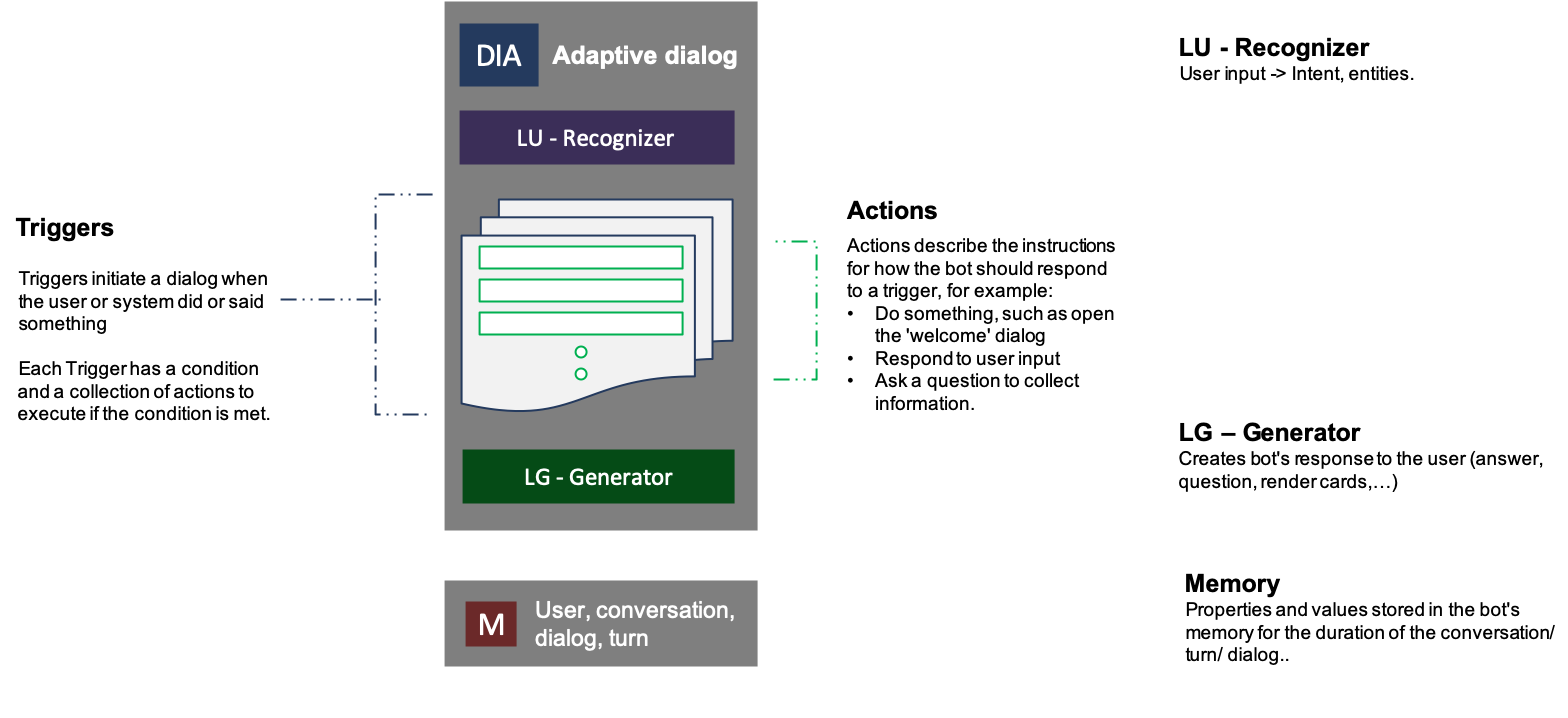 DIA
Adaptive dialog
LU - Recognizer
LG - Generator
M
User, conversation,
dialog, turn
Triggers
Triggers initiate a dialog when
the user or system did or said
something
Each Trigger has a condition
and a collection of actions to
execute if the condition is met.
Actions
Actions describe the instructions
for how the bot should respond
to a trigger, for example:
• Do something, such as open
the 'welcome' dialog
• Respond to user input
• Ask a question to collect
information.
LU - Recognizer
User input -> Intent, entities.
LG – Generator
Creates bot's response to the user (answer,
question, render cards,…)
Memory
Properties and values stored in the bot's
memory for the duration of the conversation/
turn/ dialog..